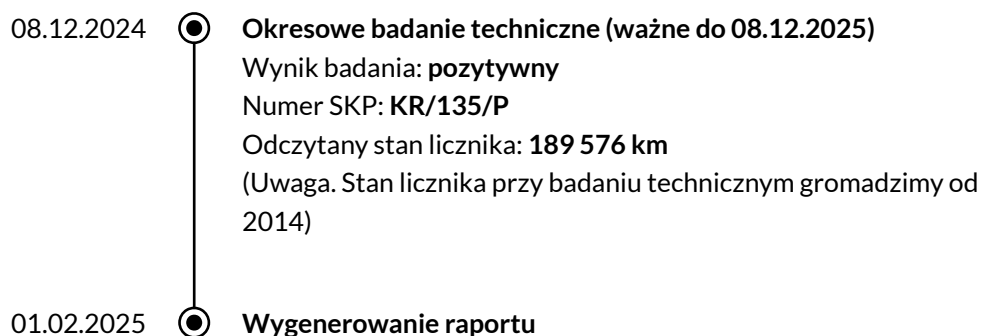 08.12.2024 Okresowe badanie techniczne (ważne do 08.12.2025)
Wynik badania: pozytywny
Numer SKP: KR/135/P
Odczytany stan licznika: 189 576 km
(Uwaga. Stan licznika przy badaniu technicznym gromadzimy od
2014)
01.02.2025 Wygenerowanie raportu